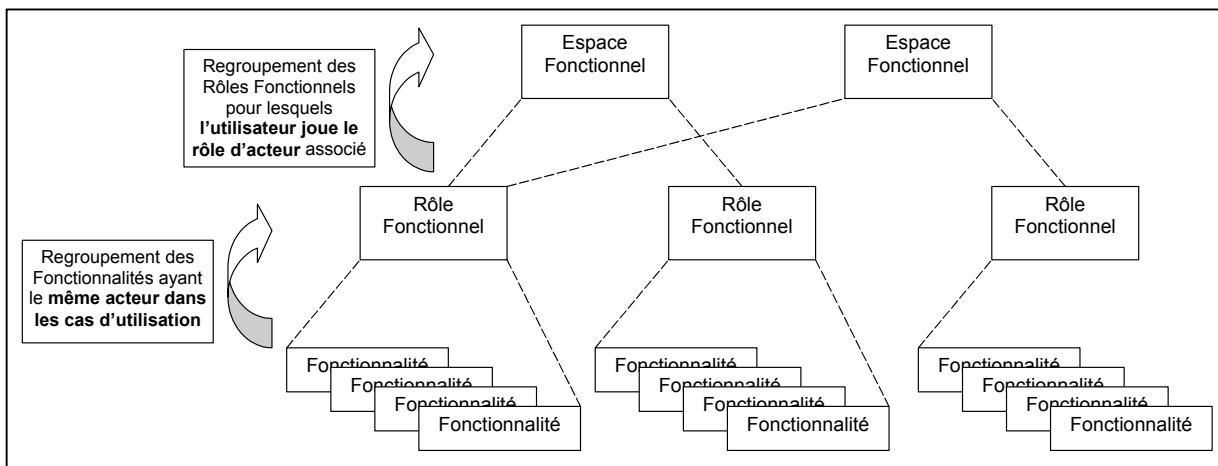 Espace
Fonctionnel
Espace
Fonctionnel
Regroupement des
Rôles Fonctionnels
pour lesquels
l'utilisateur joue le
rôle d'acteur associé
Rôle
Fonctionnel
Rôle
Fonctionnel
Rôle
Fonctionnel
Regroupement des
Fonctionnalités ayant
le même acteur dans
les cas d'utilisation
Fonctionnalité
Fonctionnalité
Fonctionnalité
Fonctionnalité
Fonctionnalité
Fonctionnalité
Fonctionnalité
Fonctionnalité
Fonctionnalité
Fonctionnalité
Fonctionnalité
Fonctionnalité